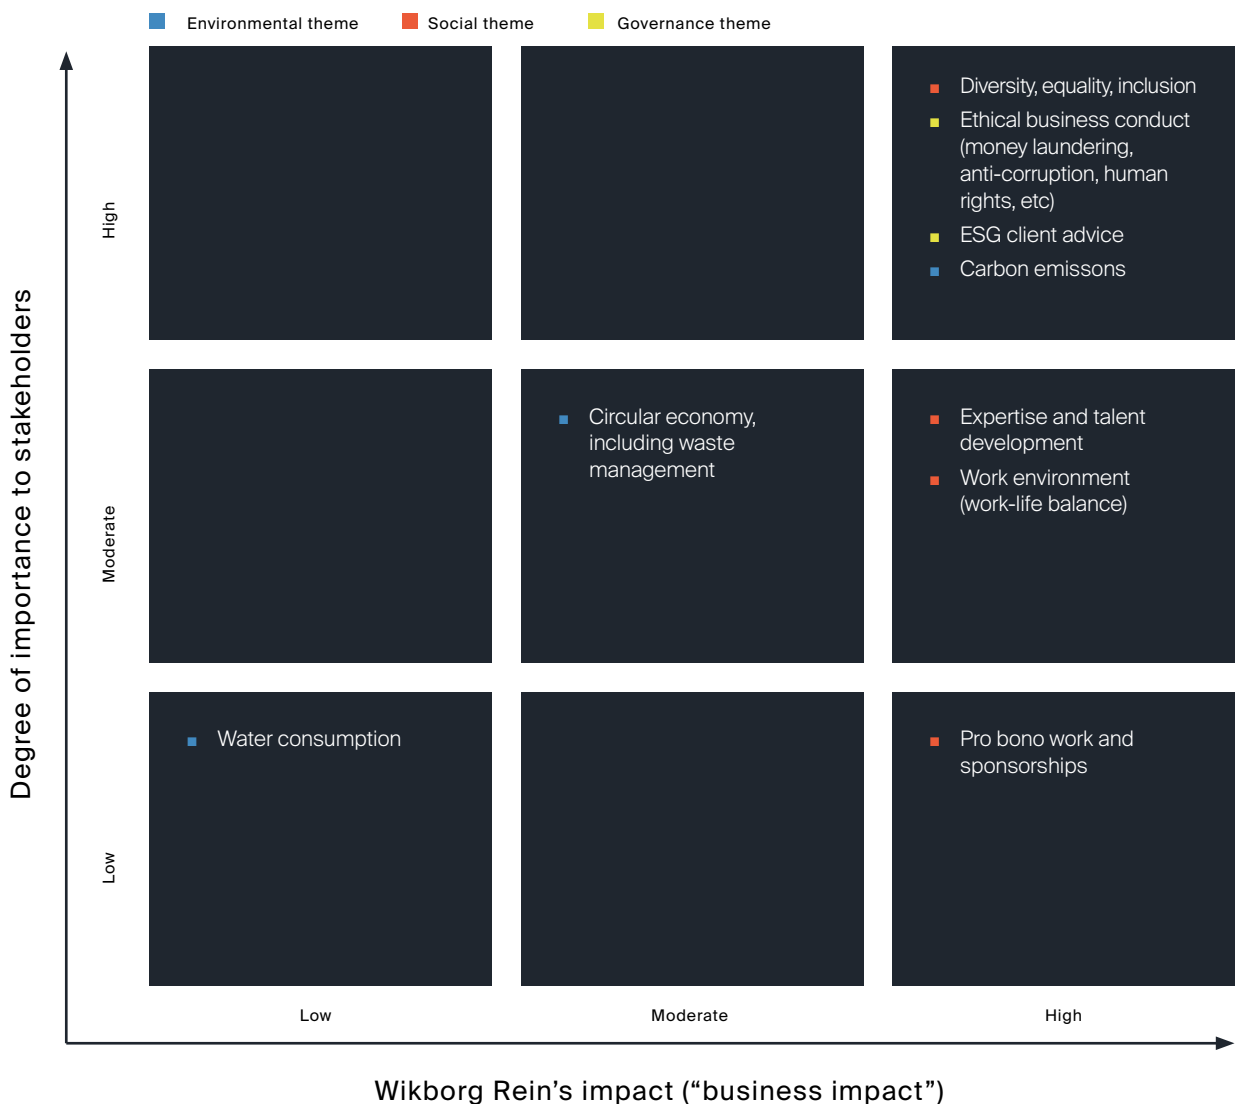 Environmental theme
Social theme
Governance theme
Degree of importance to stakeholders
High
Diversity, equality, inclusion
Ethical business conduct
(money laundering,
anti-corruption, human
rights, etc)
ESG client advice
Carbon emissons
Moderate
Circular economy,
including waste
management
Expertise and talent
development
Work environment
(work-life balance)
Low
Water consumption
Pro bono work and
sponsorships
Low
Moderate
High
Wikborg Rein’s impact (“business impact”)